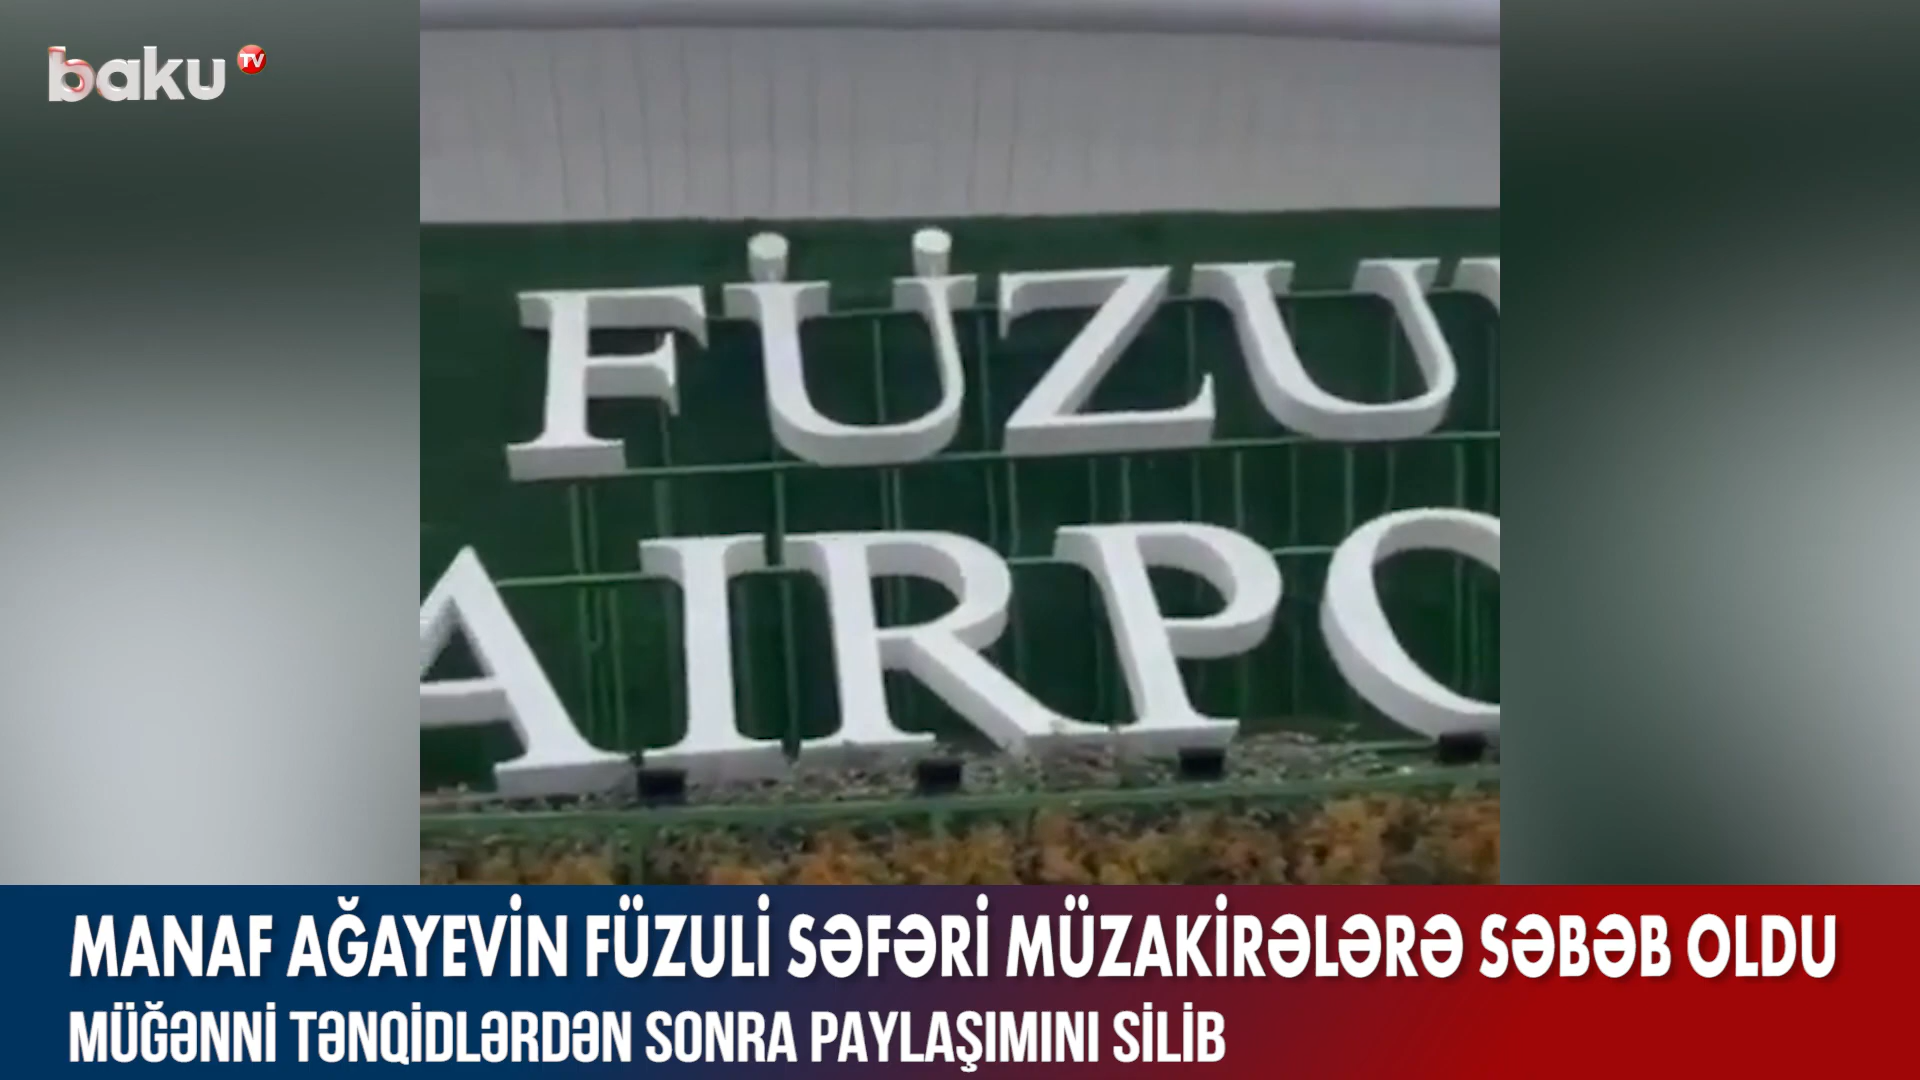 baku TV
FÜZU
AIRPO
MANAF AĞAYEVİN FÜZULİ SƏFƏRİ MÜZAKİRƏLƏRƏ SƏBƏB OLDU
MÜĞƏNNİ TƏNQİDLƏRDƏN SONRA PAYLAŞIMINI SİLİB